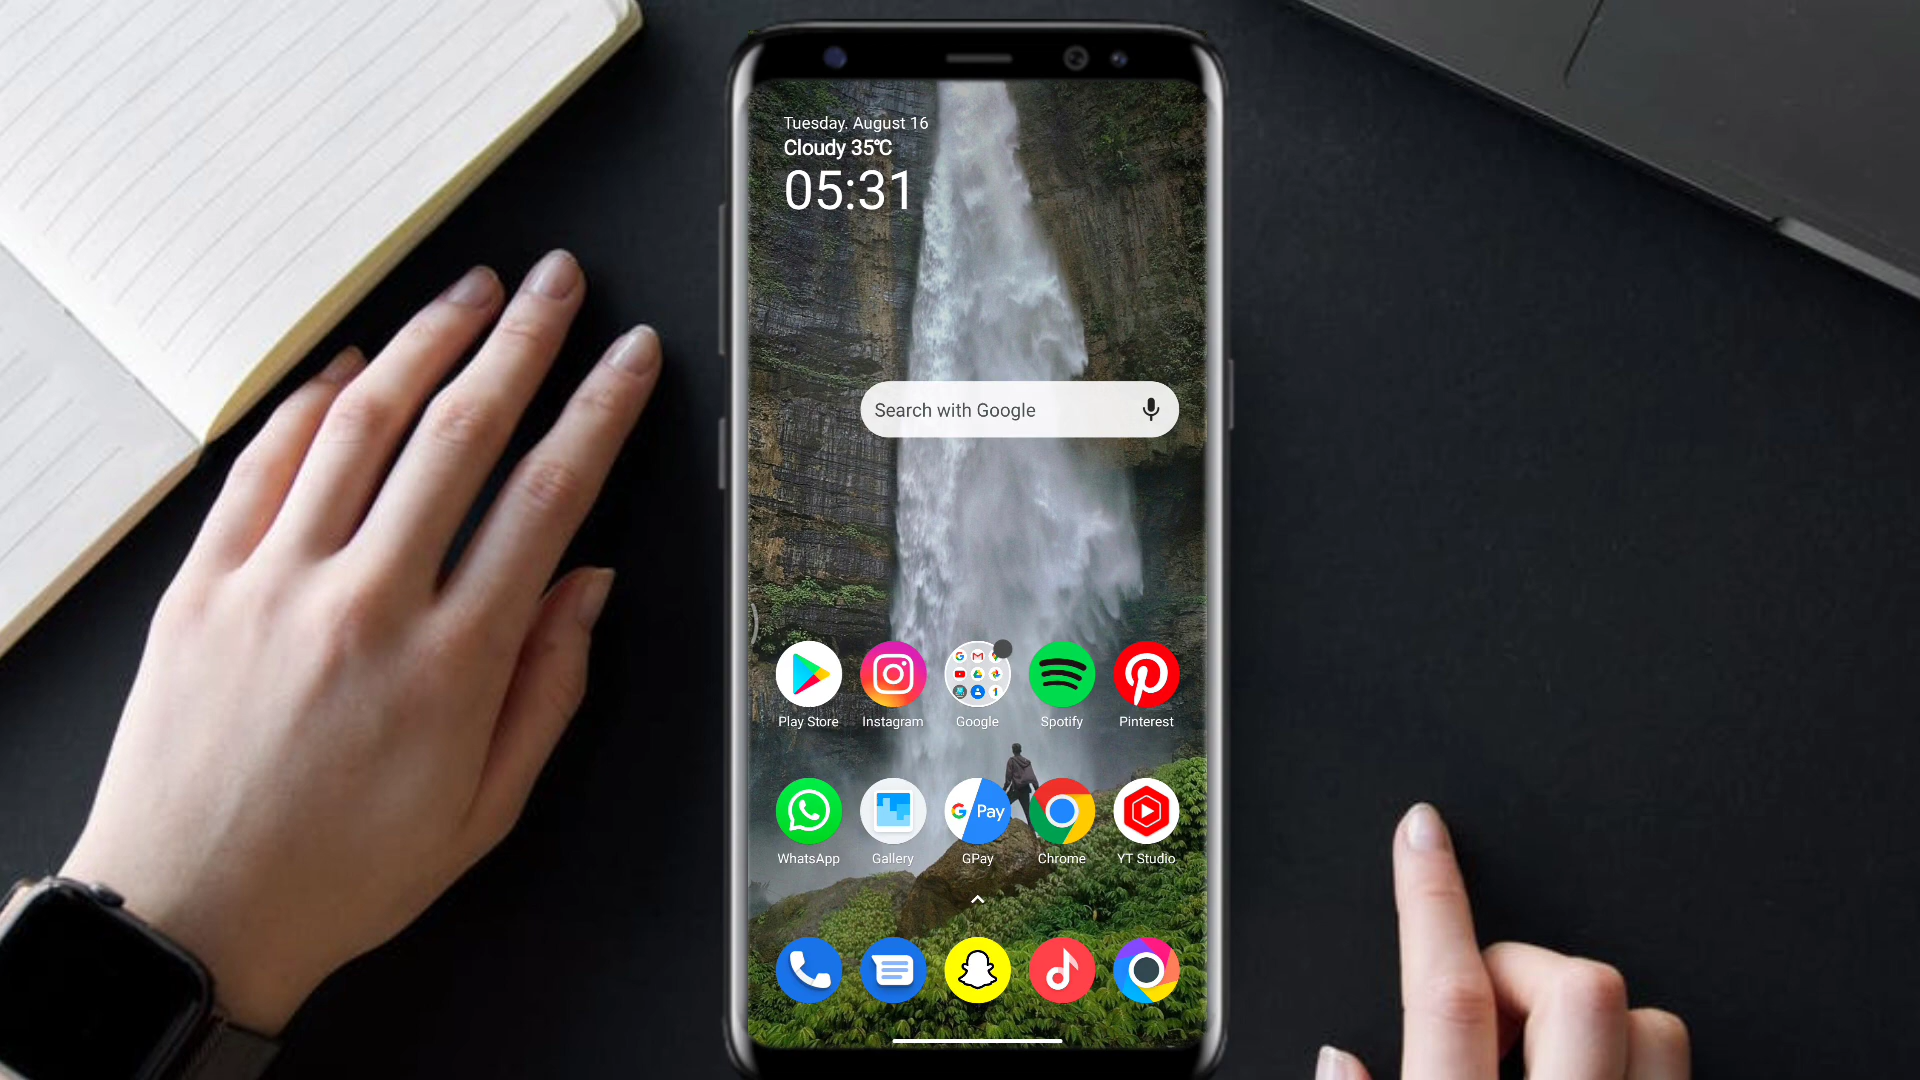 Tuesday. August 16
Cloudy 35°C
05:31
Search with Google
Play Store
Instagram
Google
Spotify
Pinterest
G Pay
WhatsApp
Gallery
GPay
Chrome
YT Studio